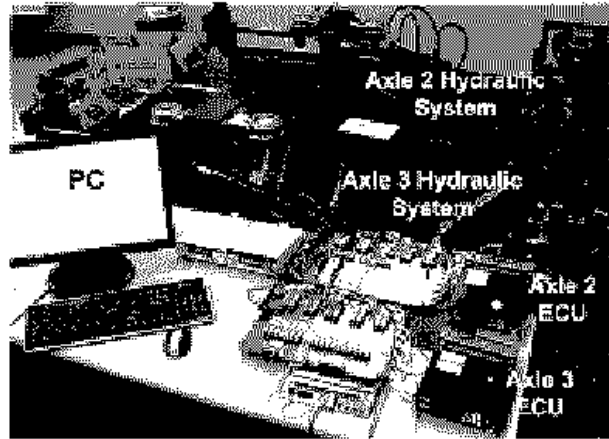 Axle 2 Hydraulic
System
PC
Axle 3 Hydraulic
System
Axle 2
ECU
Axle 3
ECU